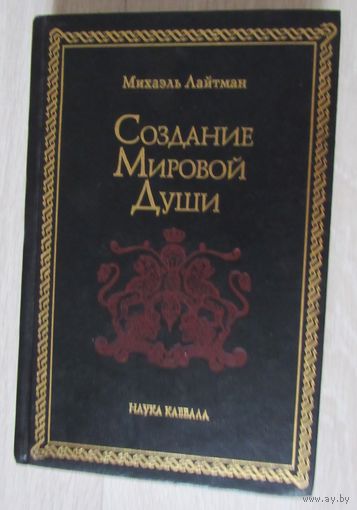 Михаэль Лайтман
Создание
Мировой
Души
НАУКА КАББАЛА
www.ay.by